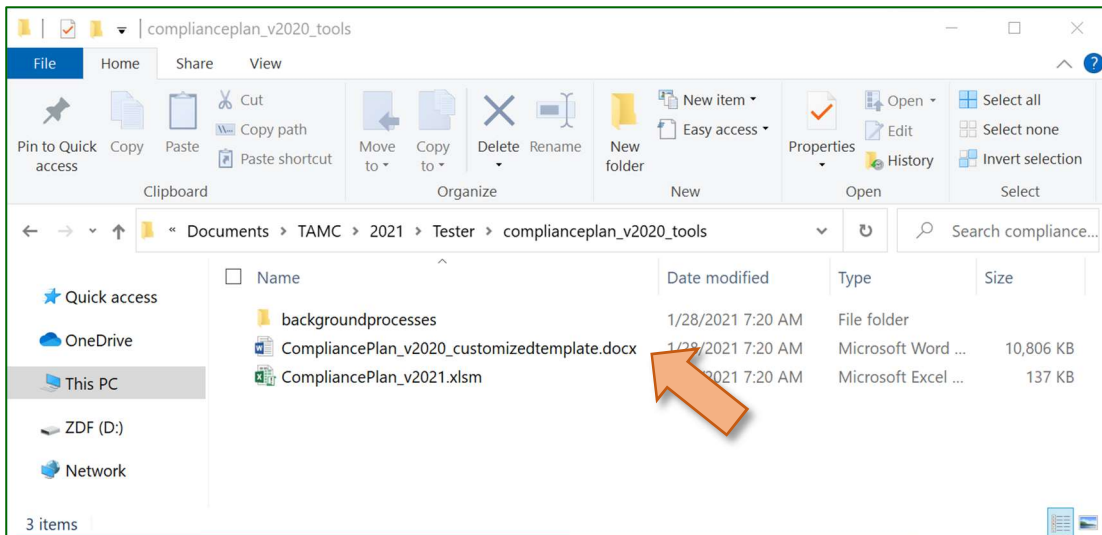 complianceplan_v2020_tools
File Home Share View
Pin to Quick access
Copy
Paste
Cut
Copy path
Paste shortcut
Clipboard
Move to
Copy to
Delete
Rename
Organize
New folder
New item
Easy access
New
Properties
Open
Edit
History
Open
Select all
Select none
Invert selection
Select
« Documents > TAMC > 2021 > Tester > complianceplan_v2020_tools
Search compliance...
Name Date modified Type Size
Quick access
OneDrive
This PC
ZDF (D:)
Network
backgroundprocesses 1/28/2021 7:20 AM File folder
CompliancePlan_v2020_customizedtemplate.docx 1/28/2021 7:20 AM Microsoft Word ... 10,806 KB
CompliancePlan_v2021.xlsm 2021 7:20 AM Microsoft Excel ... 137 KB
3 items